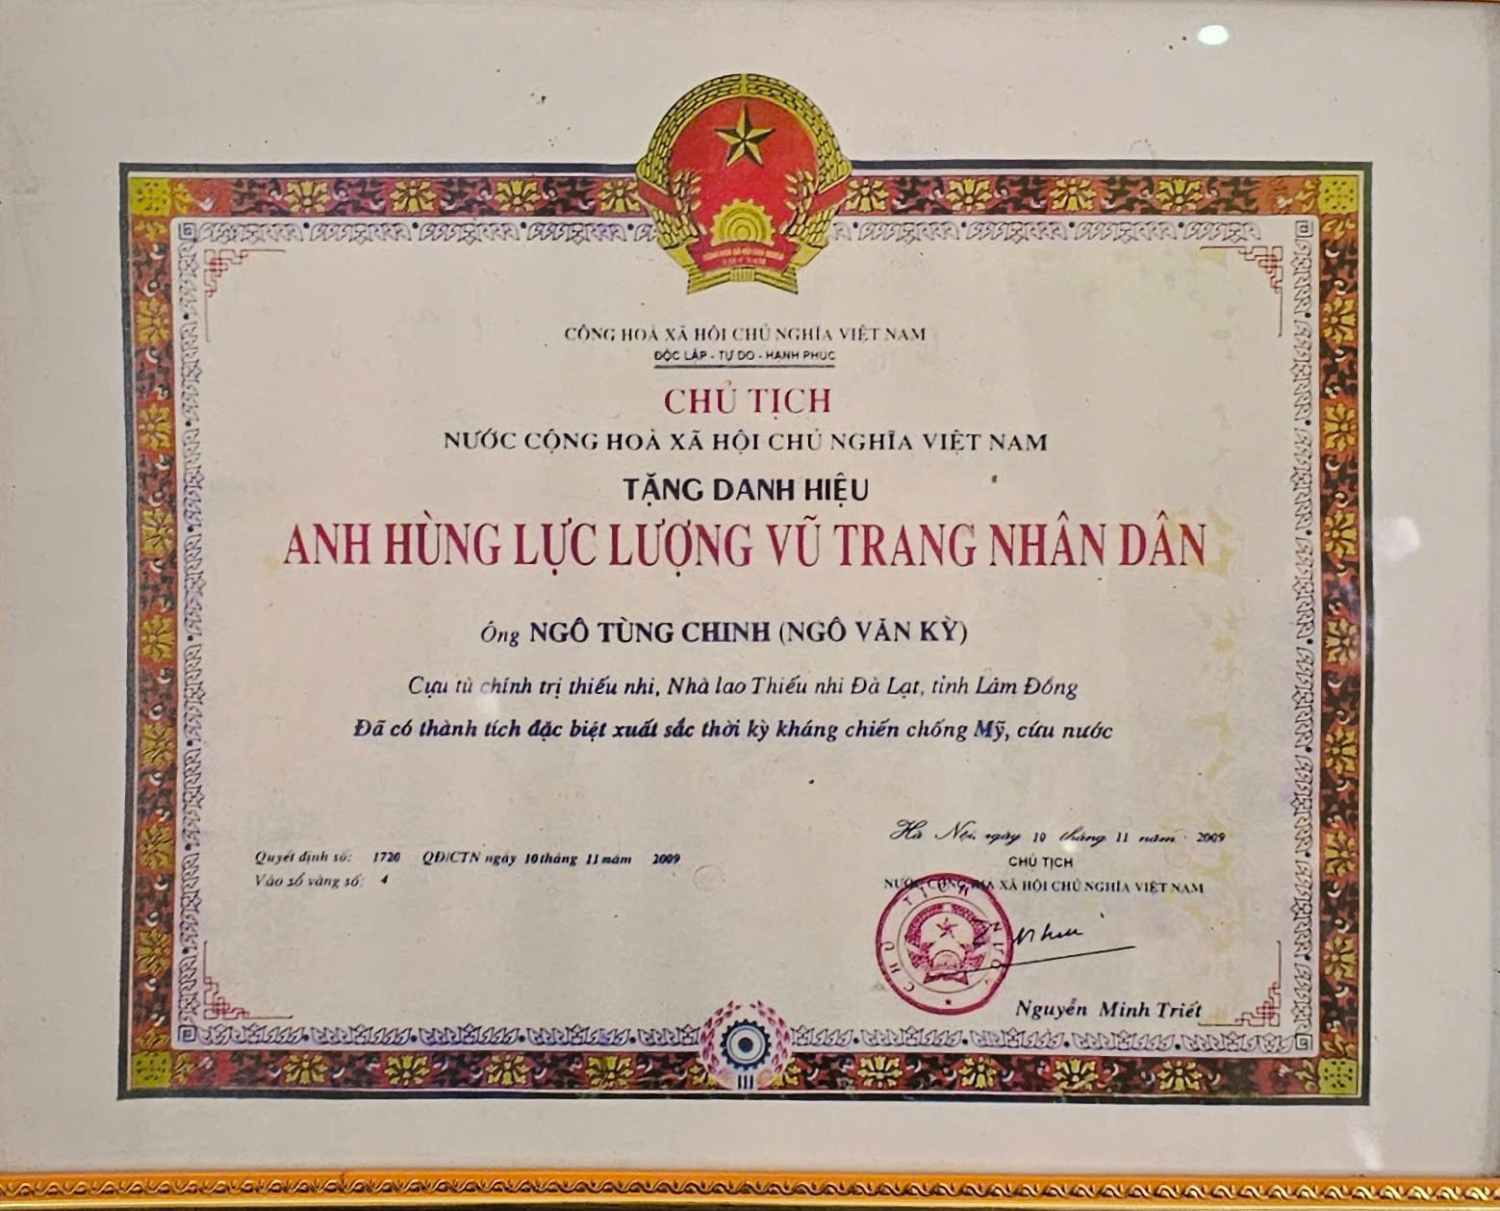 CỘNG HOÀ XÃ HỘI CHỦ NGHĨA VIỆT NAM
ĐỘC LẬP - TỰ DO - HẠNH PHÚC
CHỦ TỊCH
NƯỚC CỘNG HOÀ XÃ HỘI CHỦ NGHĨA VIỆT NAM
TẶNG DANH HIỆU
ANH HÙNG LỰC LƯỢNG VŨ TRANG NHÂN DÂN
Ông NGÔ TÙNG CHINH (NGÔ VĂN KỲ)
Cựu tù chính trị thiếu nhi, Nhà lao Thiếu nhi Đà Lạt, tỉnh Lâm Đồng
Đã có thành tích đặc biệt xuất sắc thời kỳ kháng chiến chống Mỹ, cứu nước
Hà Nội, ngày 10 tháng 11 năm 2009
Quyết định số: 1720 QĐ/CTN ngày 10 tháng 11 năm 2009
Vào sổ vàng số: 4
CHỦ TỊCH
NƯỚC CỘNG HOÀ XÃ HỘI CHỦ NGHĨA VIỆT NAM
CHỦ TỊCH NƯỚC
Nguyễn Minh Triết